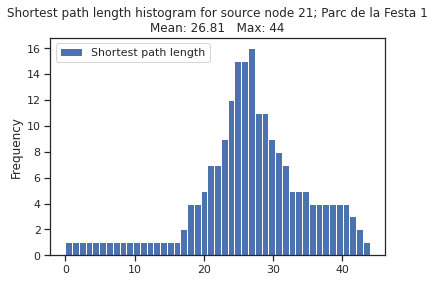 Shortest path length histogram for source node 21; Parc de la Festa 1
Mean: 26.81   Max: 44
Shortest path length
Frequency
16
14
12
10
8
6
4
2
0
0 10 20 30 40